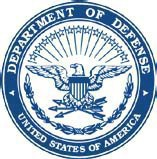 DEPARTMENT OF DEFENSE
UNITED STATES OF AMERICA